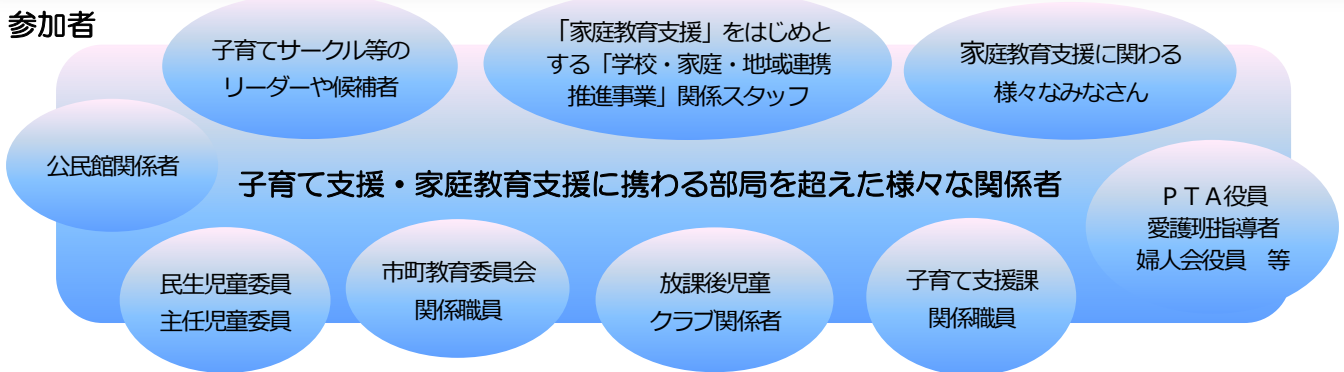 参加者
子育てサークル等の
リーダーや候補者
「家庭教育支援」をはじめと
する「学校・家庭・地域連携
推進事業」関係スタッフ
家庭教育支援に関わる
様々なみなさん
公民館関係者
子育て支援・家庭教育支援に携わる部局を超えた様々な関係者
ＰＴＡ役員
愛護班指導者
婦人会役員　等
民生児童委員
主任児童委員
市町教育委員会
関係職員
放課後児童
クラブ関係者
子育て支援課
関係職員